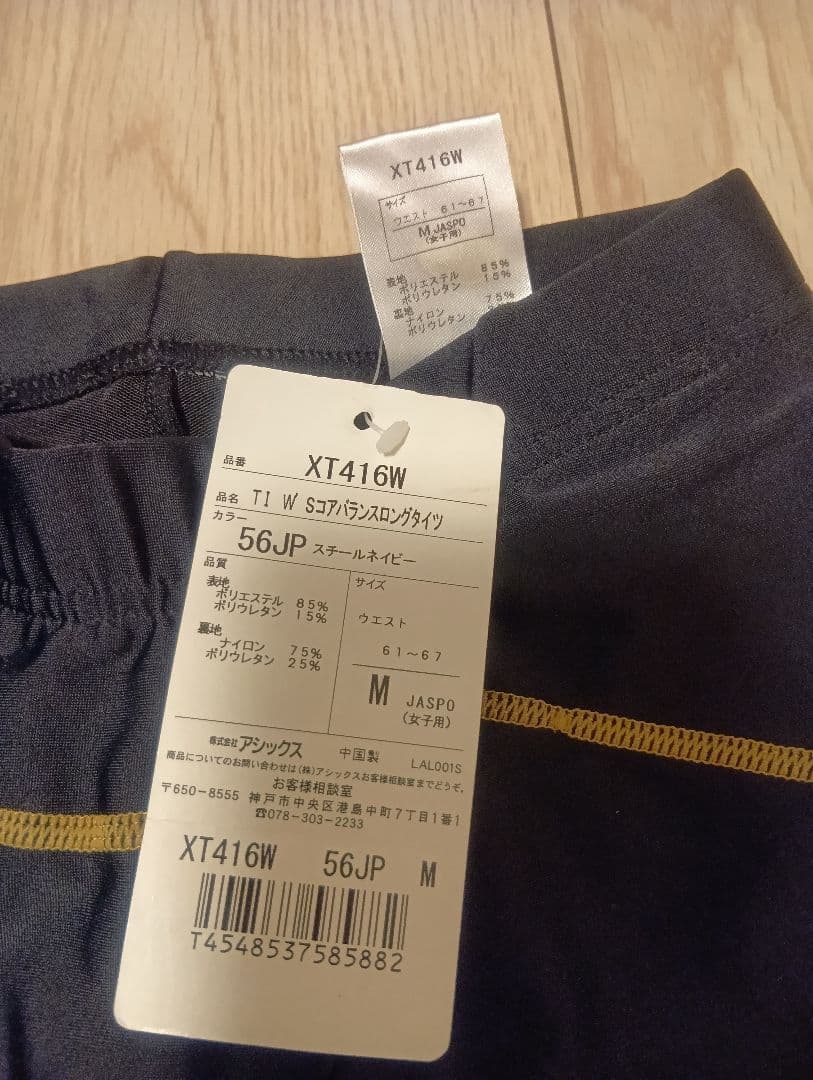 XT416W
サイズ
ウエスト 61～67
M JASPO
(女子用)
表地
ポリエステル 85%
ポリウレタン 15%
裏地
ナイロン 75%
ポリウレタン
品番 XT416W
品名 TI W'Sコアバランスロングタイツ
カラー
56JP スチールネイビー
品質
表地
ポリエステル 85%
ポリウレタン 15%
裏地
ナイロン 75%
ポリウレタン 25%
サイズ
ウエスト
61～67
M JASPO
(女子用)
株式会社アシックス 中国製 LAL001S
商品についてのお問い合わせは(株)アシックスお客様相談室までどうぞ。
お客様相談室
〒650-8555 神戸市中央区港島中町7丁目1番1
☎078-303-2233
XT416W 56JP M
T4548537585882